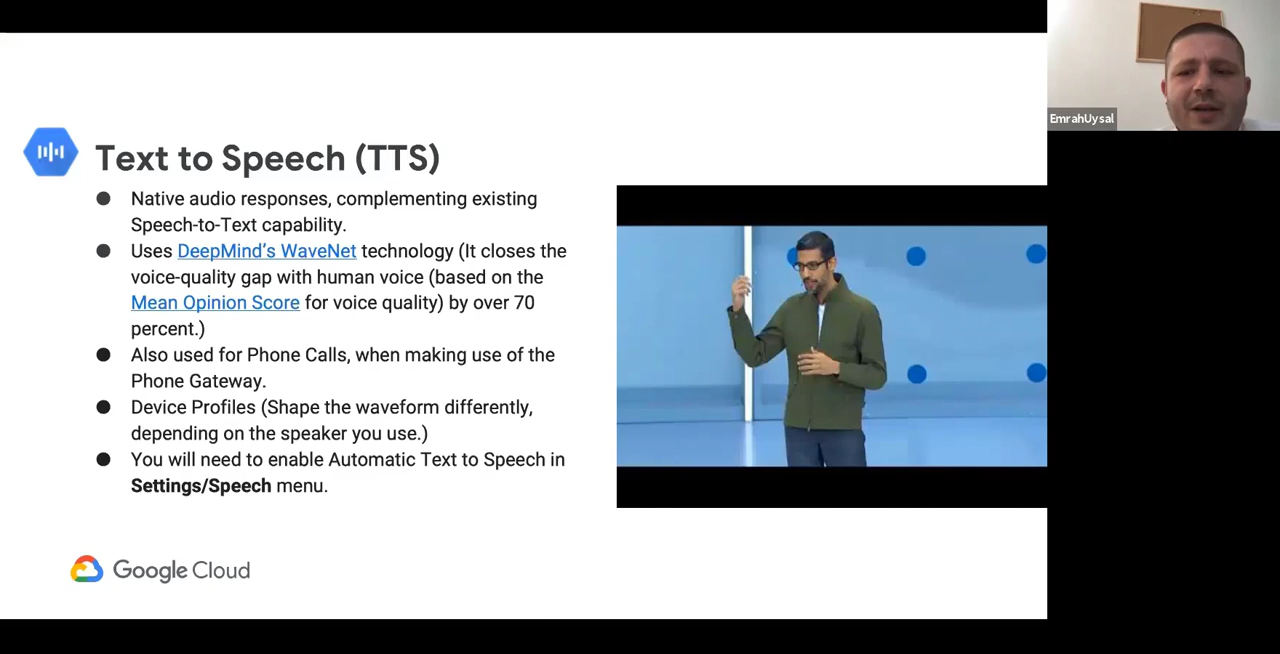 Text to Speech (TTS)
Native audio responses, complementing existing
Speech-to-Text capability.
Uses DeepMind’s WaveNet technology (It closes the
voice-quality gap with human voice (based on the
Mean Opinion Score for voice quality) by over 70
percent.)
Also used for Phone Calls, when making use of the
Phone Gateway.
Device Profiles (Shape the waveform differently,
depending on the speaker you use.)
You will need to enable Automatic Text to Speech in
Settings/Speech menu.
Google Cloud
EmrahUysal